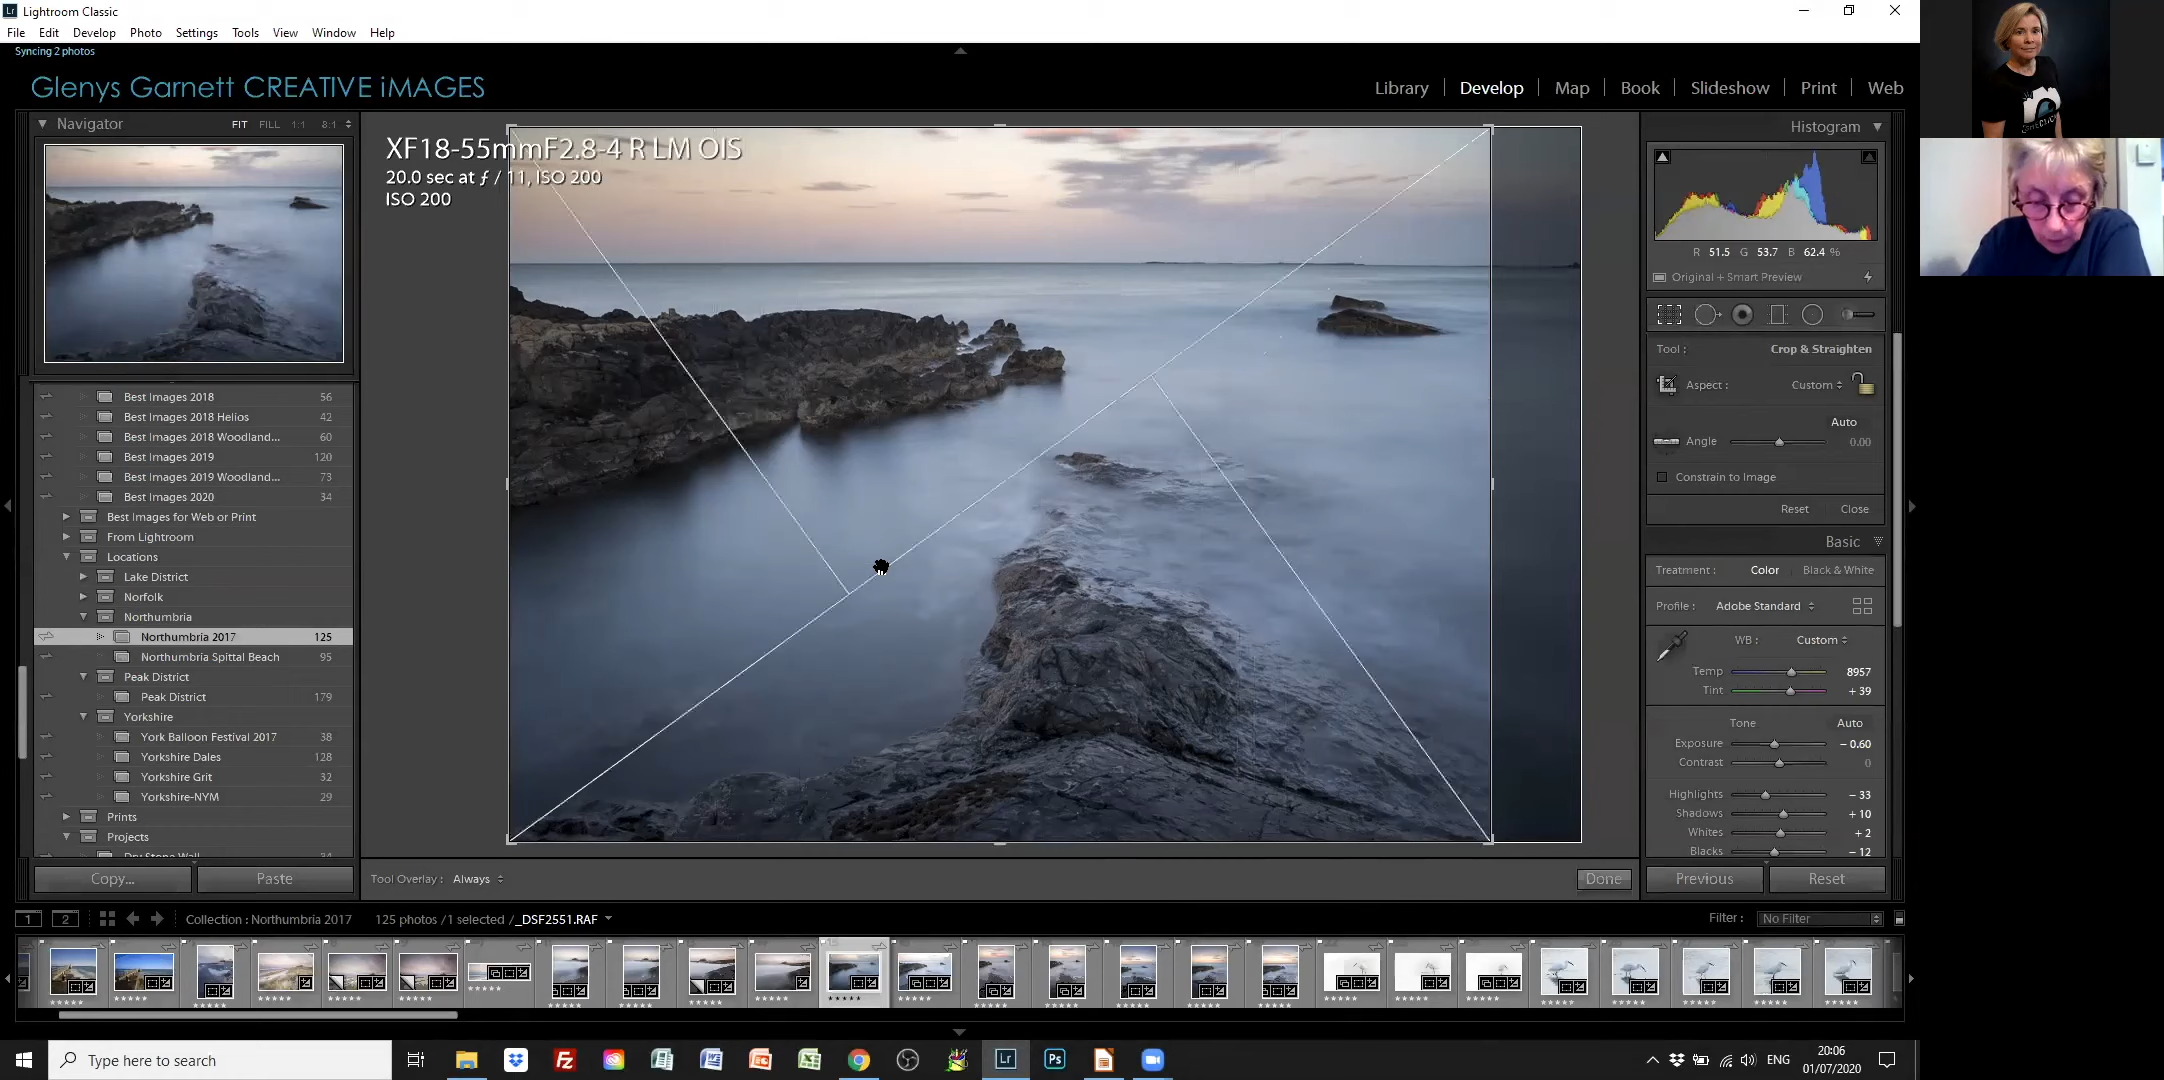 Lightroom Classic
File Edit Develop Photo Settings Tools View Window Help
Syncing 2 photos
Glenys Garnett CREATIVE iMAGES
Library Develop Map Book Slideshow Print Web
Navigator FIT FILL 1:1 8:1
XF18-55mmF2.8-4 R LM OIS
20.0 sec at ƒ / 11, ISO 200
ISO 200
Best Images 2018 56
Best Images 2018 Helios 42
Best Images 2018 Woodland... 60
Best Images 2019 120
Best Images 2019 Woodland... 73
Best Images 2020 34
Best Images for Web or Print
From Lightroom
Locations
Lake District
Norfolk
Northumbria
Northumbria 2017 125
Northumbria Spittal Beach 95
Peak District
Peak District 179
Yorkshire
York Balloon Festival 2017 38
Yorkshire Dales 128
Yorkshire Grit 32
Yorkshire-NYM 29
Prints
Projects
Copy... Paste
Tool Overlay : Always Done
Histogram
R 51.5 G 53.7 B 62.4 %
Original + Smart Preview
Tool : Crop & Straighten
Aspect : Custom
Auto
Angle 0.00
Constrain to Image
Reset Close
Basic
Treatment : Color Black & White
Profile : Adobe Standard
WB : Custom
Temp 8957
Tint + 39
Tone Auto
Exposure − 0.60
Contrast 0
Highlights − 33
Shadows + 10
Whites + 2
Blacks − 12
Previous Reset
1 2 Collection : Northumbria 2017 125 photos / 1 selected / _DSF2551.RAF Filter : No Filter
Type here to search
ENG 20:06
01/07/2020